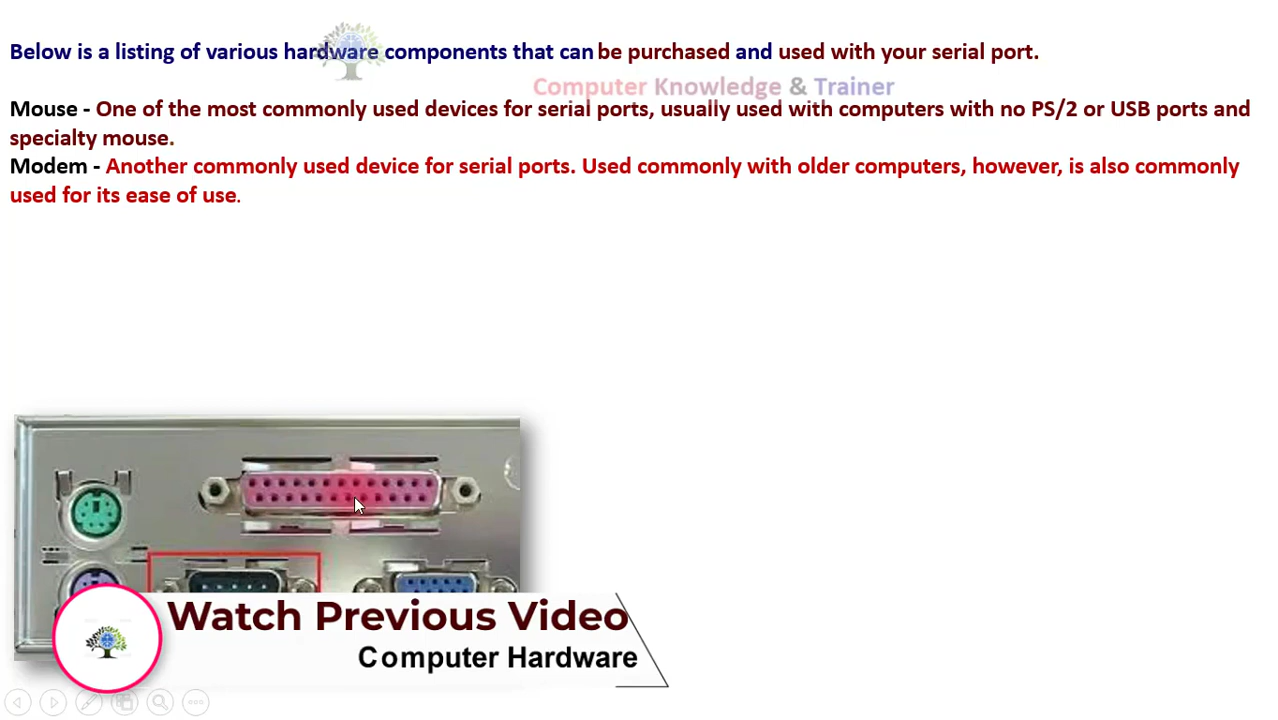 Below is a listing of various hardware components that can be purchased and used with your serial port.
Computer Knowledge & Trainer
Mouse - One of the most commonly used devices for serial ports, usually used with computers with no PS/2 or USB ports and
specialty mouse.
Modem - Another commonly used device for serial ports. Used commonly with older computers, however, is also commonly
used for its ease of use.
Watch Previous Video
Computer Hardware